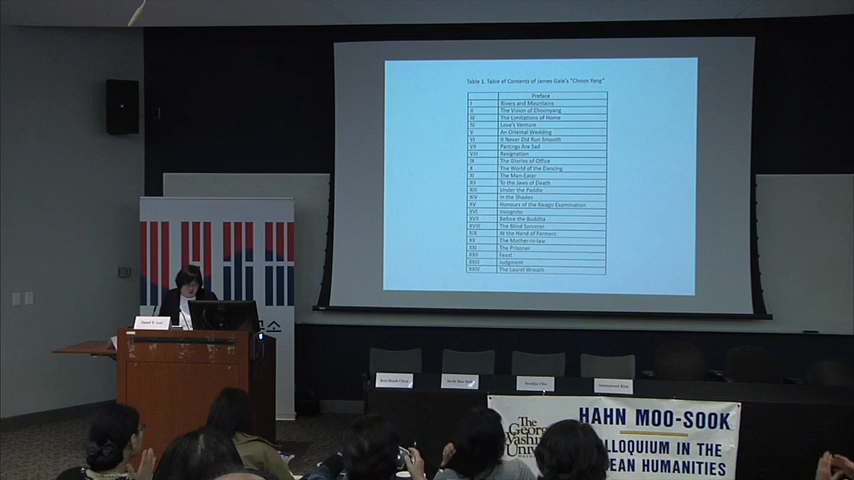 Table 1. Table of Contents of James Gale's "Choon Yang"
Preface
I Rivers and Mountains
II The Vision of Choonyang
III The Limitations of Home
IV Love's Venture
V An Oriental Wedding
VI It Never Did Run Smooth
VII Partings Are Sad
VIII Resignation
IX The Glories of Office
X The World of the Dancing
XI The Man-Eater
XII To the Jaws of Death
XIII Under the Paddle
XIV In the Shades
XV Honours of the Kwago Examination
XVI Incognito
XVII Before the Buddha
XVIII The Blind Sorcerer
XIX At the Hand of Farmers
XX The Mother-in-law
XXI The Prisoner
XXII Feast
XXIII Judgment
XXIV The Laurel Wreath
The
George
Washin
Univer
HAHN MOO-SOOK
LLOQUIUM IN THE
EAN HUMANITIES